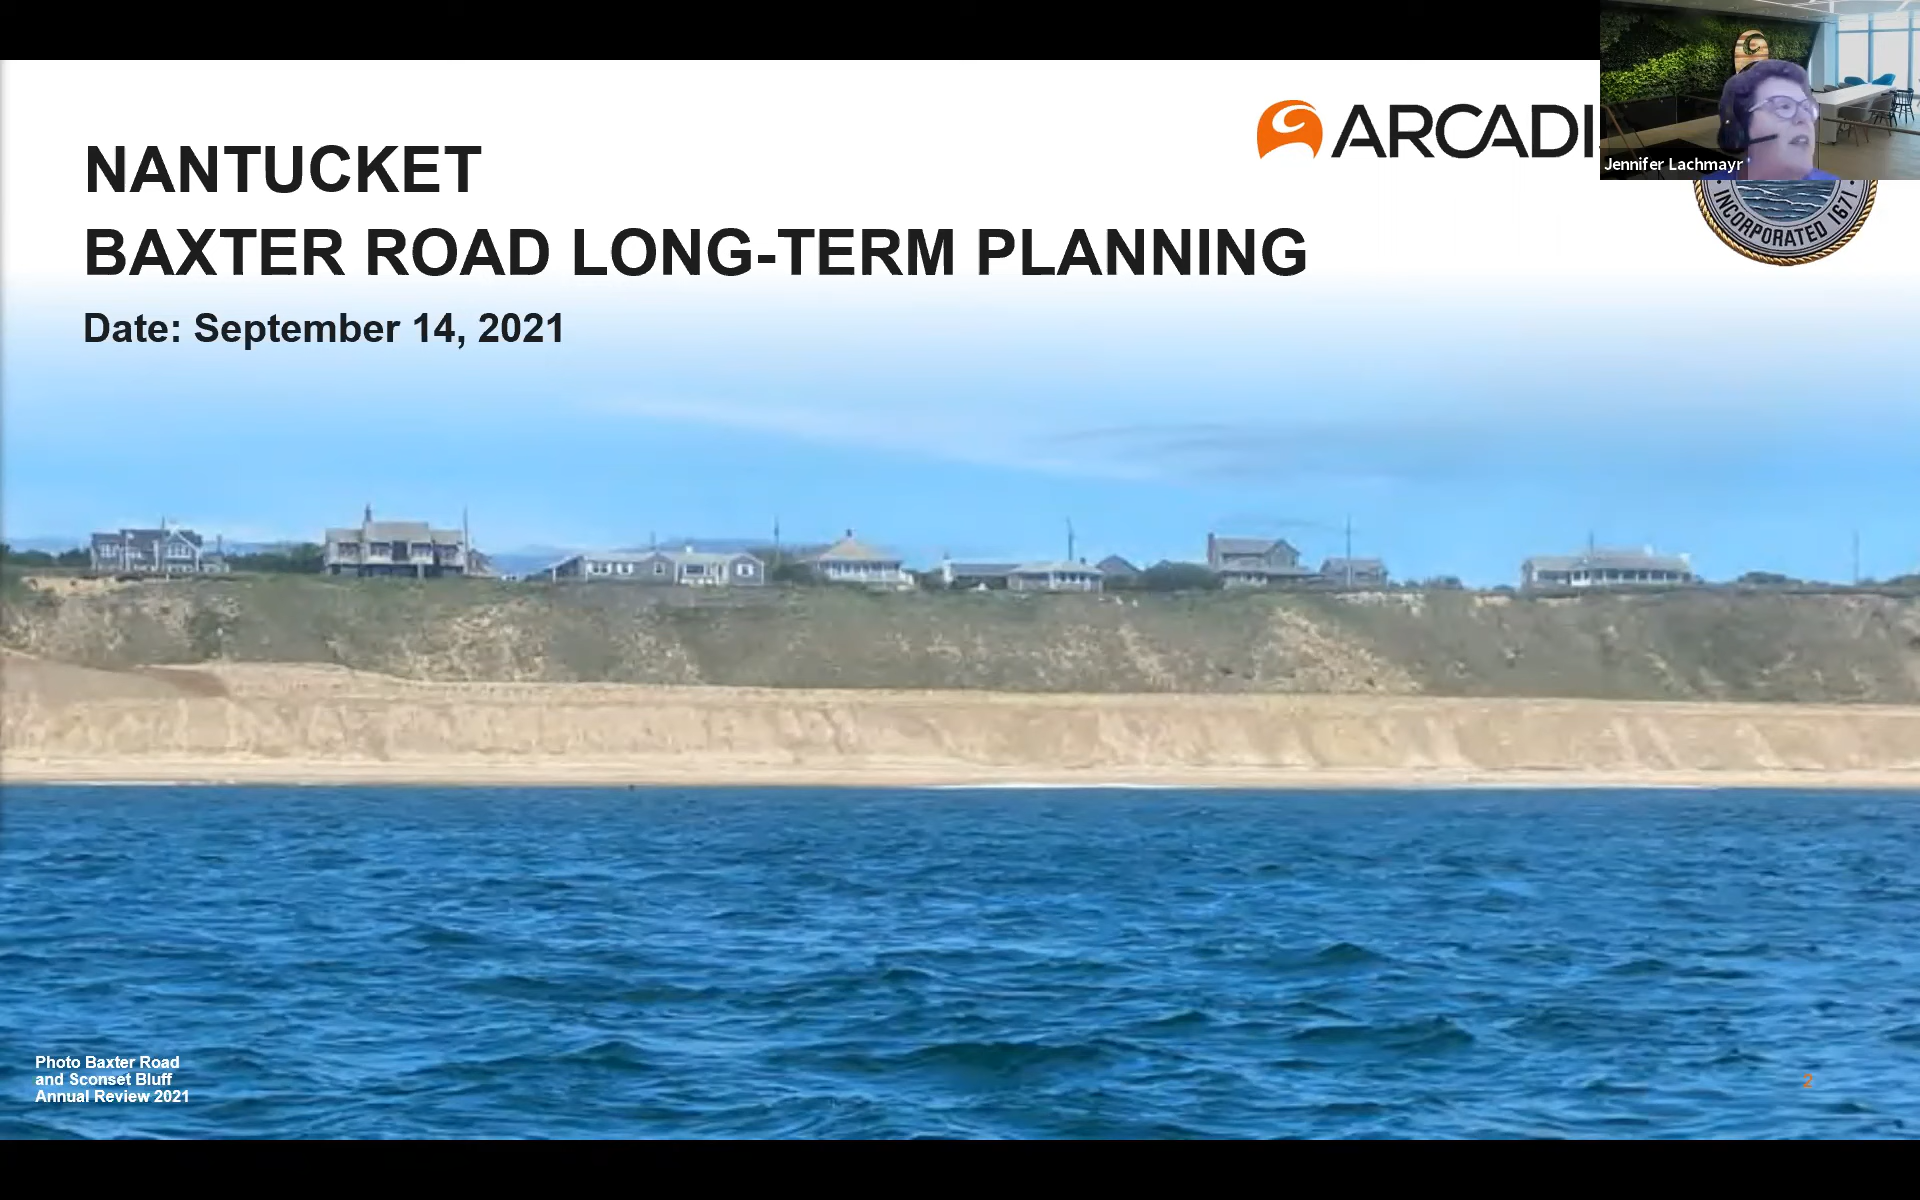 NANTUCKET
BAXTER ROAD LONG-TERM PLANNING
Date: September 14, 2021
ARCADI
Jennifer Lachmayr
INCORPORATED 1671
Photo Baxter Road
and Sconset Bluff
Annual Review 2021
2